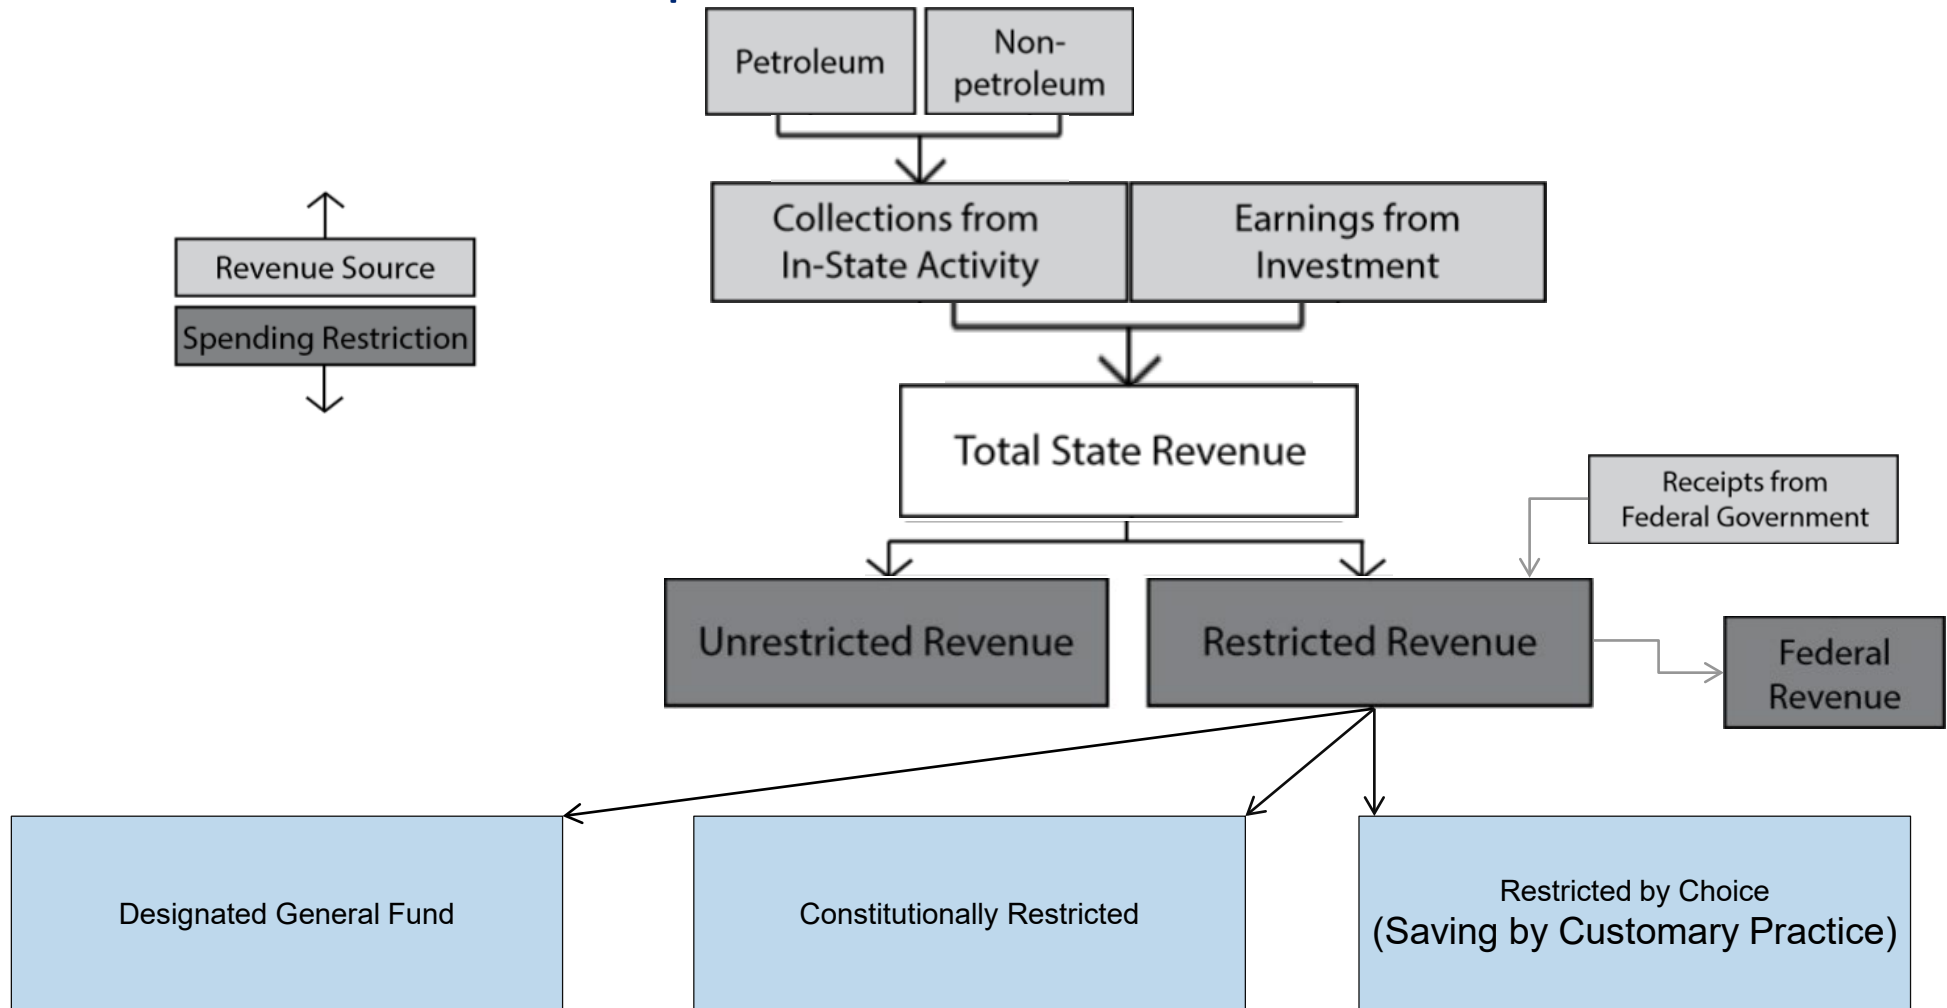 Petroleum
Non-
petroleum
Collections from
In-State Activity
Earnings from
Investment
Revenue Source
Spending Restriction
Total State Revenue
Receipts from
Federal Government
Unrestricted Revenue
Restricted Revenue
Federal
Revenue
Designated General Fund
Constitutionally Restricted
Restricted by Choice
(Saving by Customary Practice)